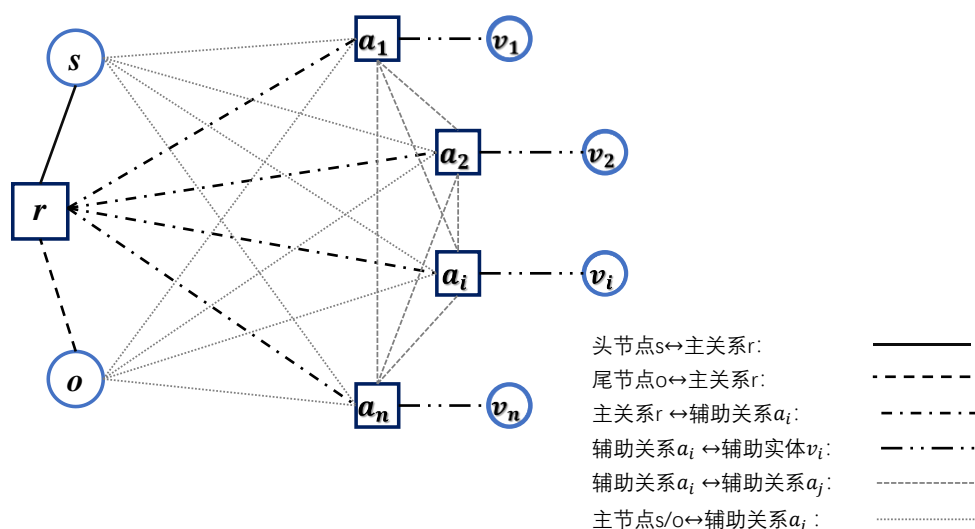 s
a₁
v₁
a₂
v₂
r
aᵢ
vᵢ
o
aₙ
vₙ
头节点s↔主关系r:
尾节点o↔主关系r:
主关系r ↔辅助关系aᵢ:
辅助关系aᵢ ↔辅助实体vᵢ:
辅助关系aᵢ ↔辅助关系aⱼ:
主节点s/o↔辅助关系aᵢ :